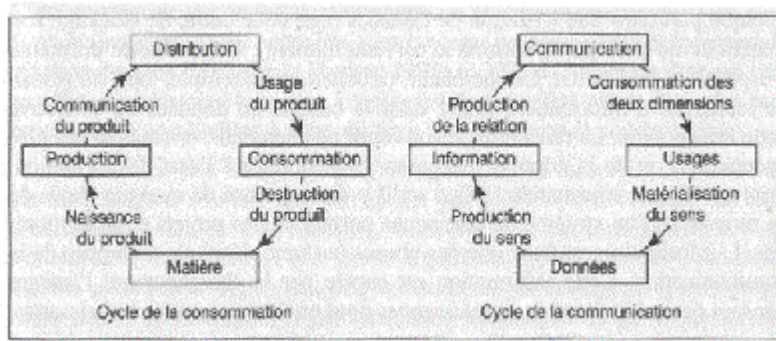 Distribution
Communication
du produit
Usage
du produit
Production
Consommation
Naissance
du produit
Destruction
du produit
Matière
Cycle de la consommation
Communication
Production
de la relation
Consommation des
deux dimensions
Information
Usages
Production
du sens
Matérialisation
du sens
Données
Cycle de la communication